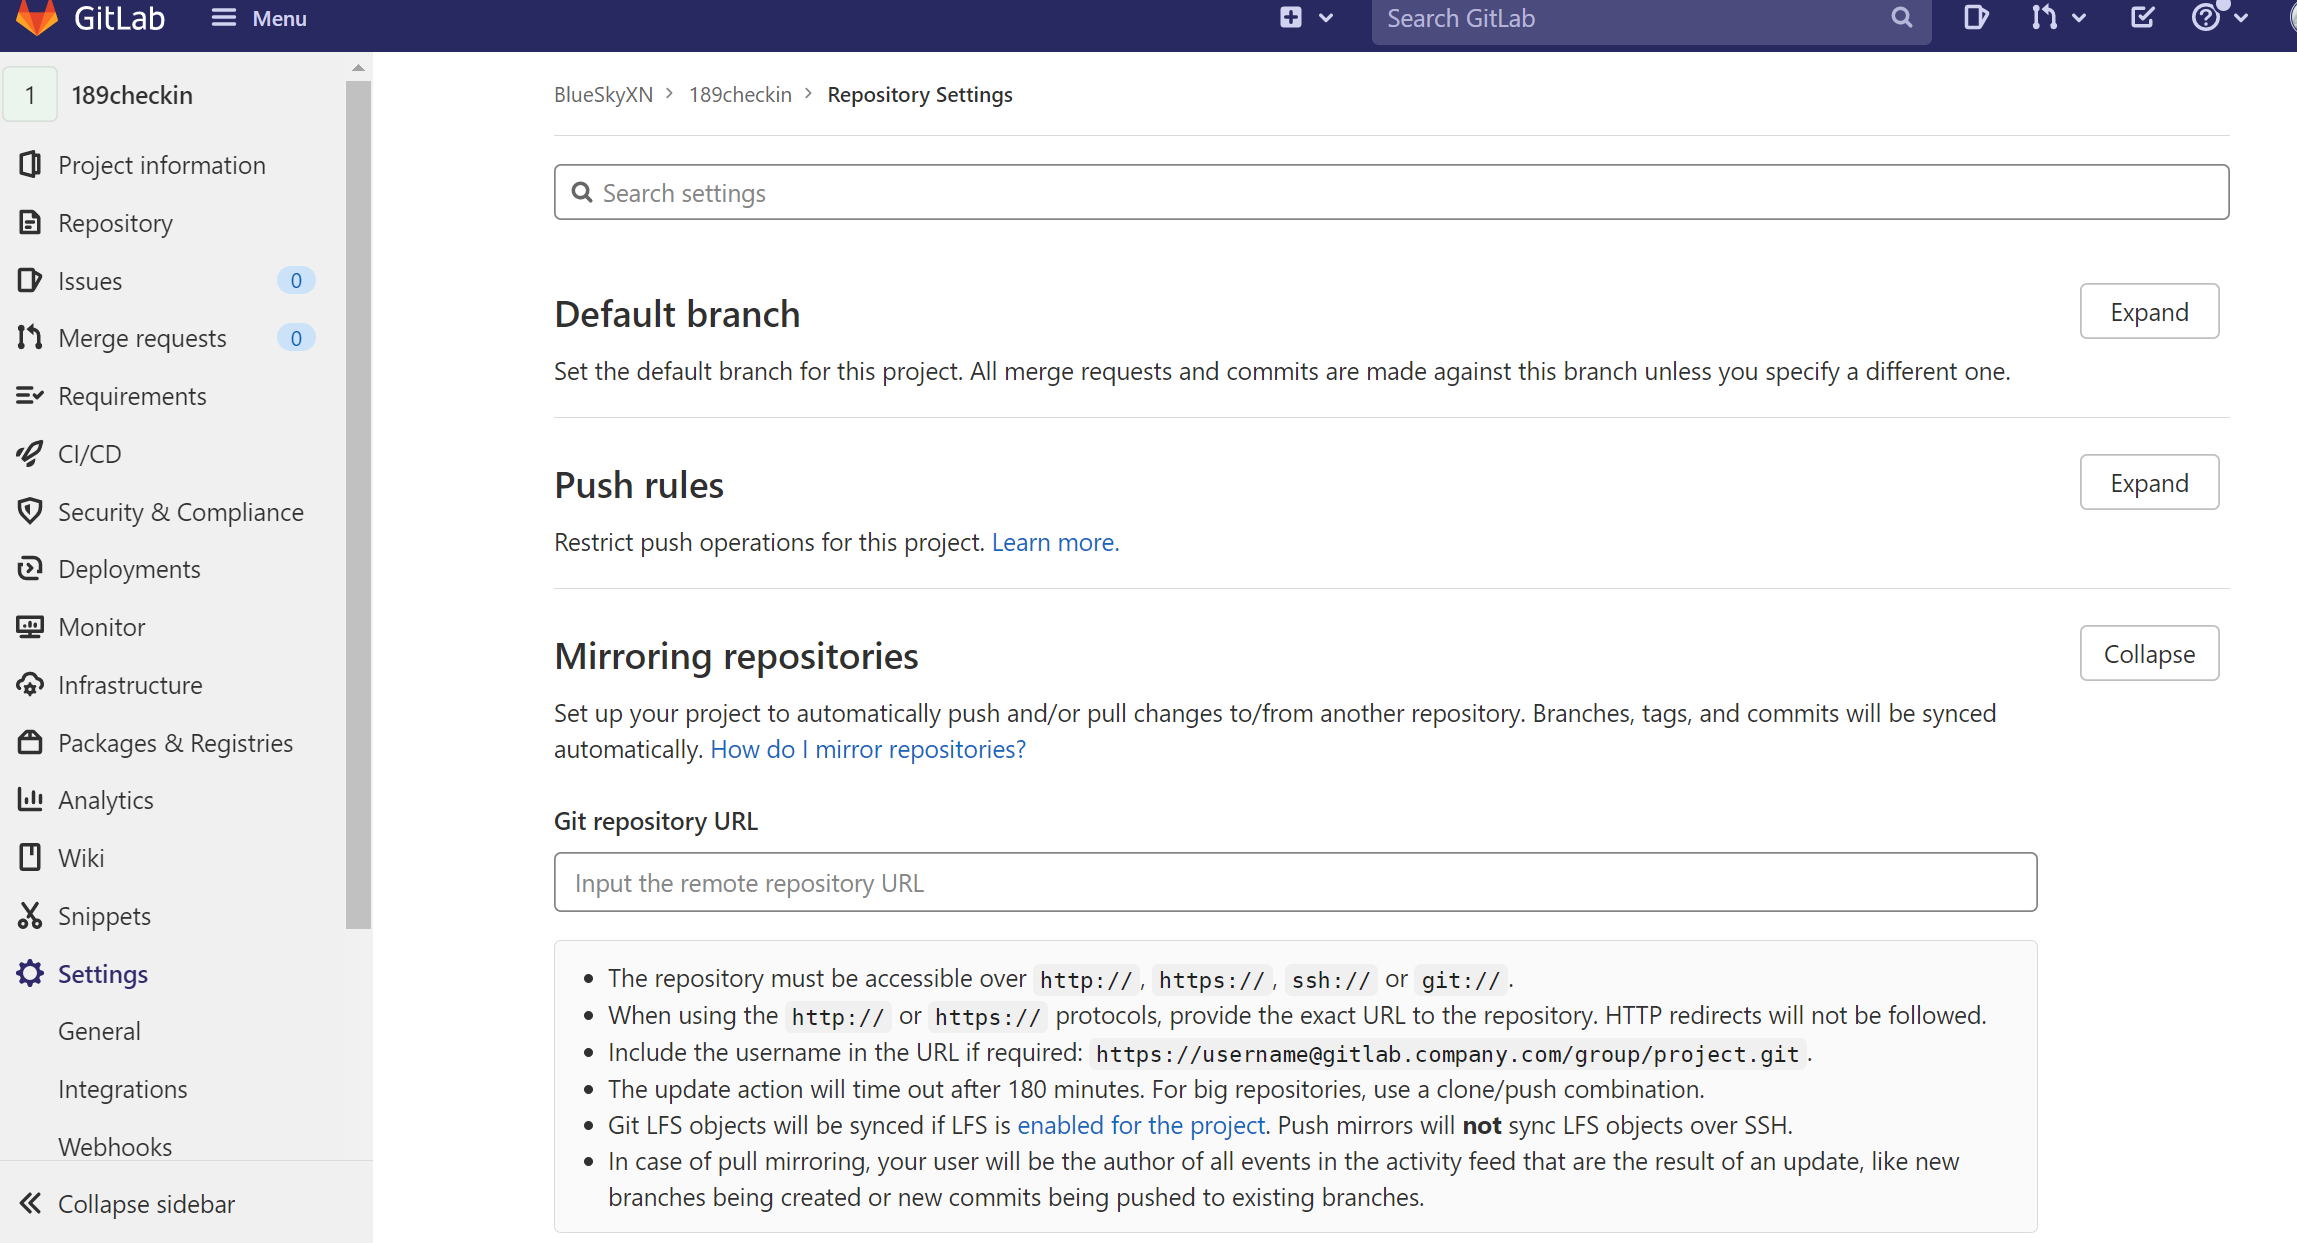 GitLab
Menu
Search GitLab
1
189checkin
Project information
Repository
Issues
0
Merge requests
0
Requirements
CI/CD
Security & Compliance
Deployments
Monitor
Infrastructure
Packages & Registries
Analytics
Wiki
Snippets
Settings
General
Integrations
Webhooks
Collapse sidebar
BlueSkyXN > 189checkin > Repository Settings
Search settings
Default branch
Expand
Set the default branch for this project. All merge requests and commits are made against this branch unless you specify a different one.
Push rules
Expand
Restrict push operations for this project. Learn more.
Mirroring repositories
Collapse
Set up your project to automatically push and/or pull changes to/from another repository. Branches, tags, and commits will be synced
automatically. How do I mirror repositories?
Git repository URL
Input the remote repository URL
• The repository must be accessible over http://, https://, ssh:// or git://.
• When using the http:// or https:// protocols, provide the exact URL to the repository. HTTP redirects will not be followed.
• Include the username in the URL if required: https://username@gitlab.company.com/group/project.git.
• The update action will time out after 180 minutes. For big repositories, use a clone/push combination.
• Git LFS objects will be synced if LFS is enabled for the project. Push mirrors will not sync LFS objects over SSH.
• In case of pull mirroring, your user will be the author of all events in the activity feed that are the result of an update, like new
branches being created or new commits being pushed to existing branches.